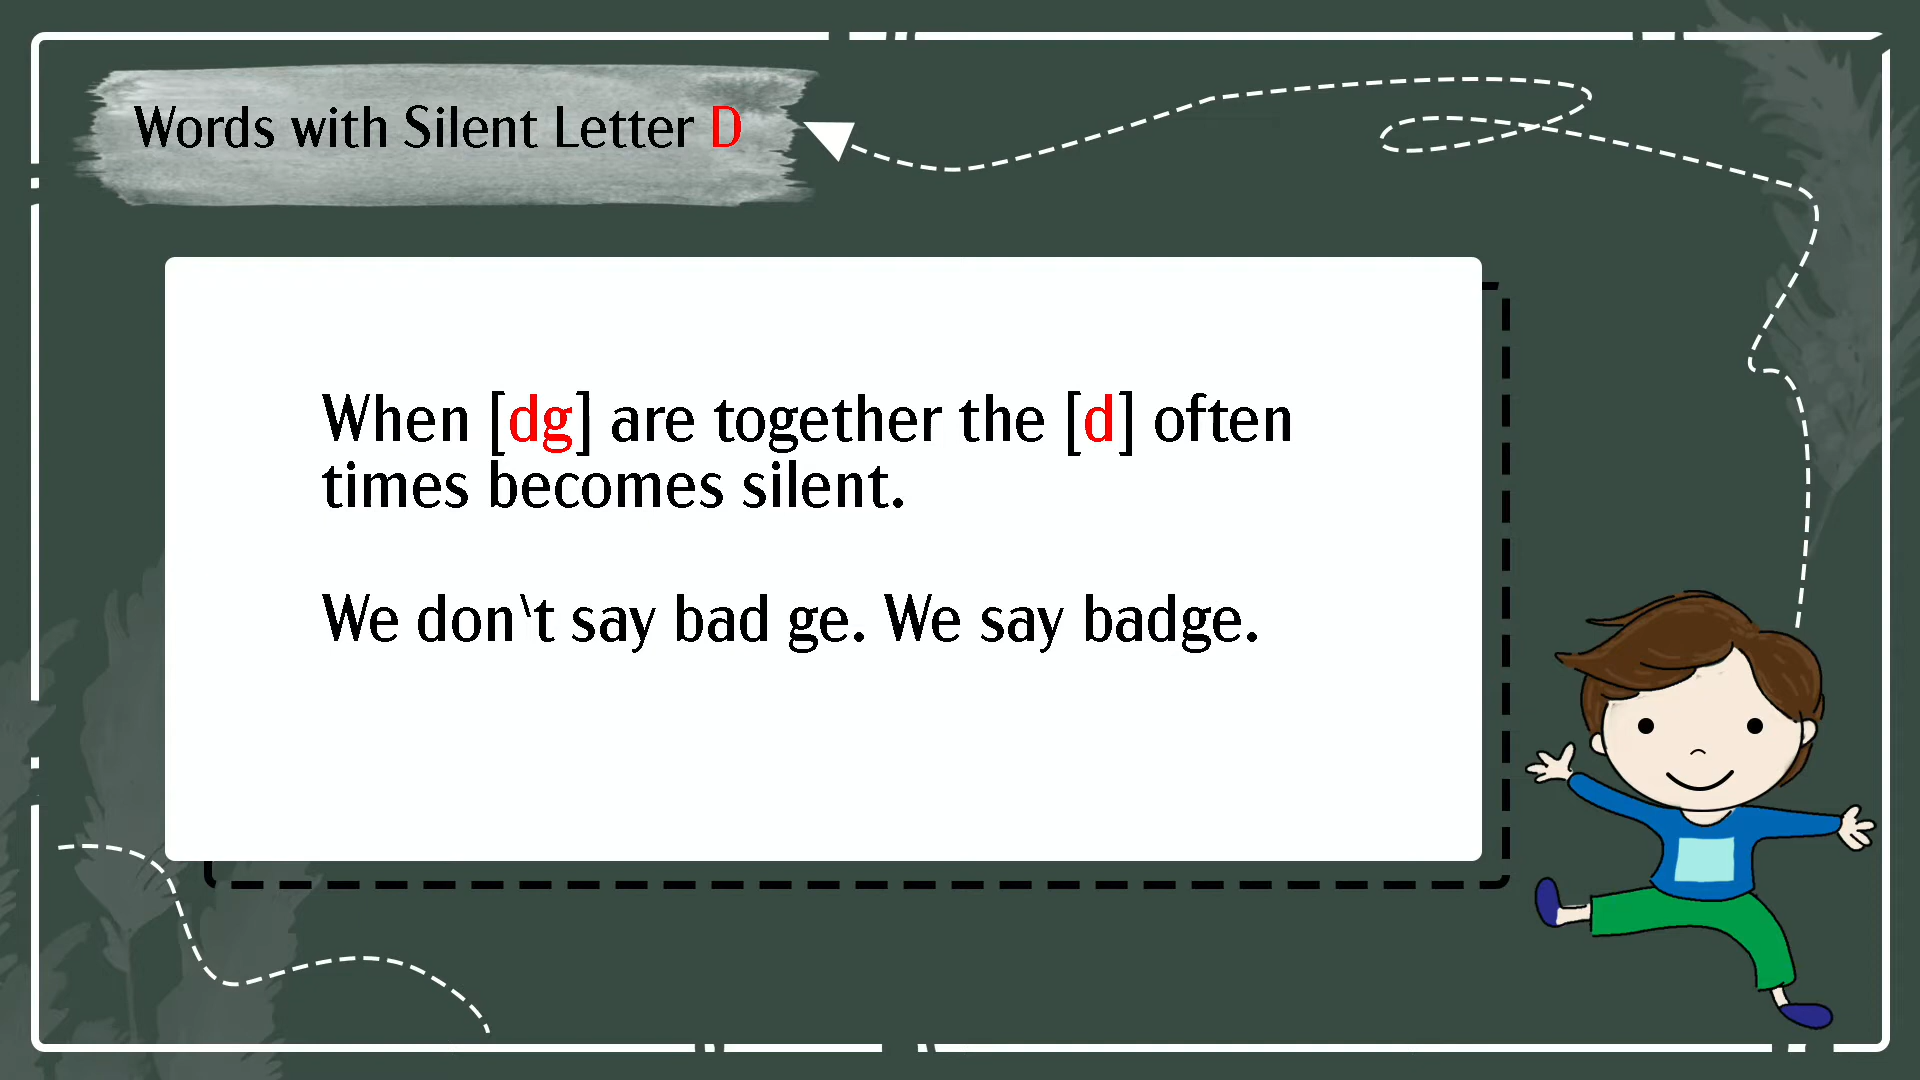 Words with Silent Letter D
When [dg] are together the [d] often
times becomes silent.
We don't say bad ge. We say badge.